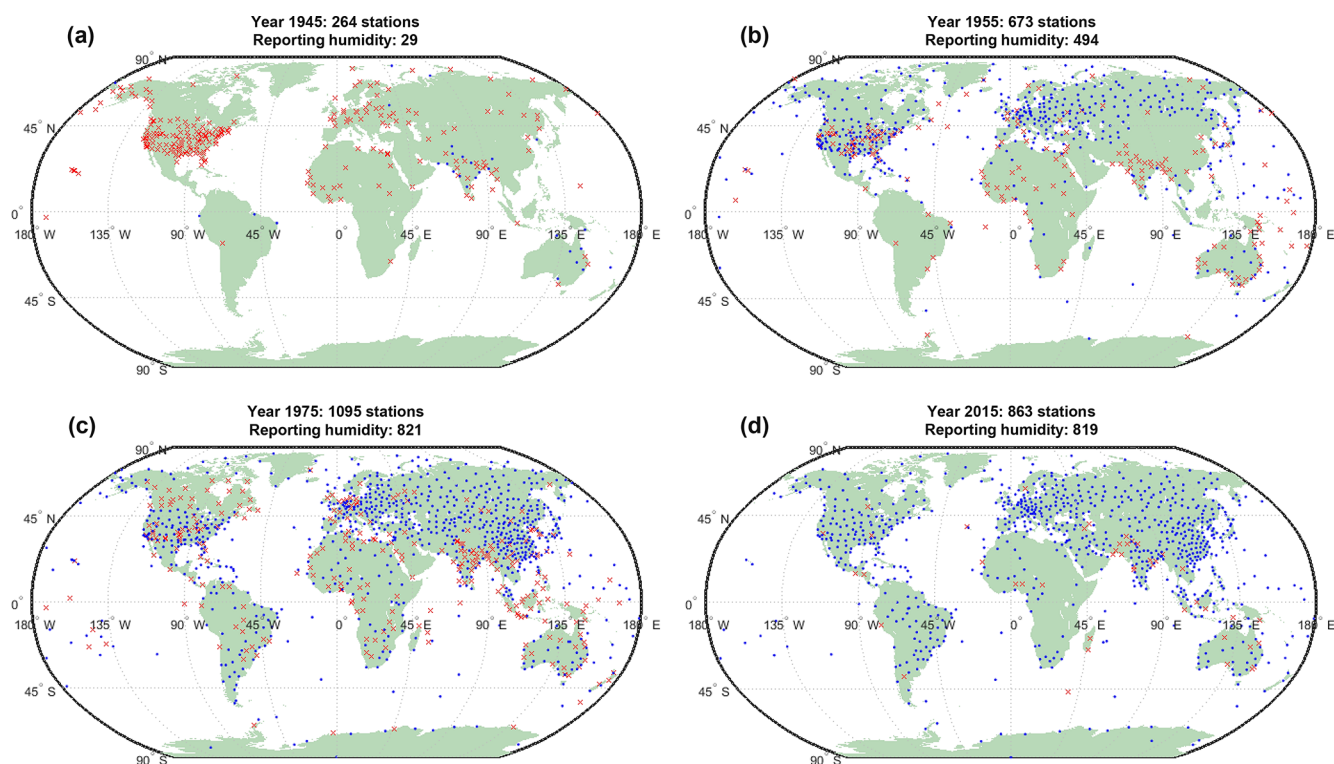 (a)
Year 1945: 264 stations
Reporting humidity: 29
90° N
45° N
0°
180° W 135° W 90° W 45° W 0° 45° E 90° E 135° E 180° E
45° S
90° S
(b)
Year 1955: 673 stations
Reporting humidity: 494
90° N
45° N
0°
180° W 135° W 90° W 45° W 0° 45° E 90° E 135° E 180° E
45° S
90° S
(c)
Year 1975: 1095 stations
Reporting humidity: 821
90° N
45° N
0°
180° W 135° W 90° W 45° W 0° 45° E 90° E 135° E 180° E
45° S
90° S
(d)
Year 2015: 863 stations
Reporting humidity: 819
90° N
45° N
0°
180° W 135° W 90° W 45° W 0° 45° E 90° E 135° E 180° E
45° S
90° S